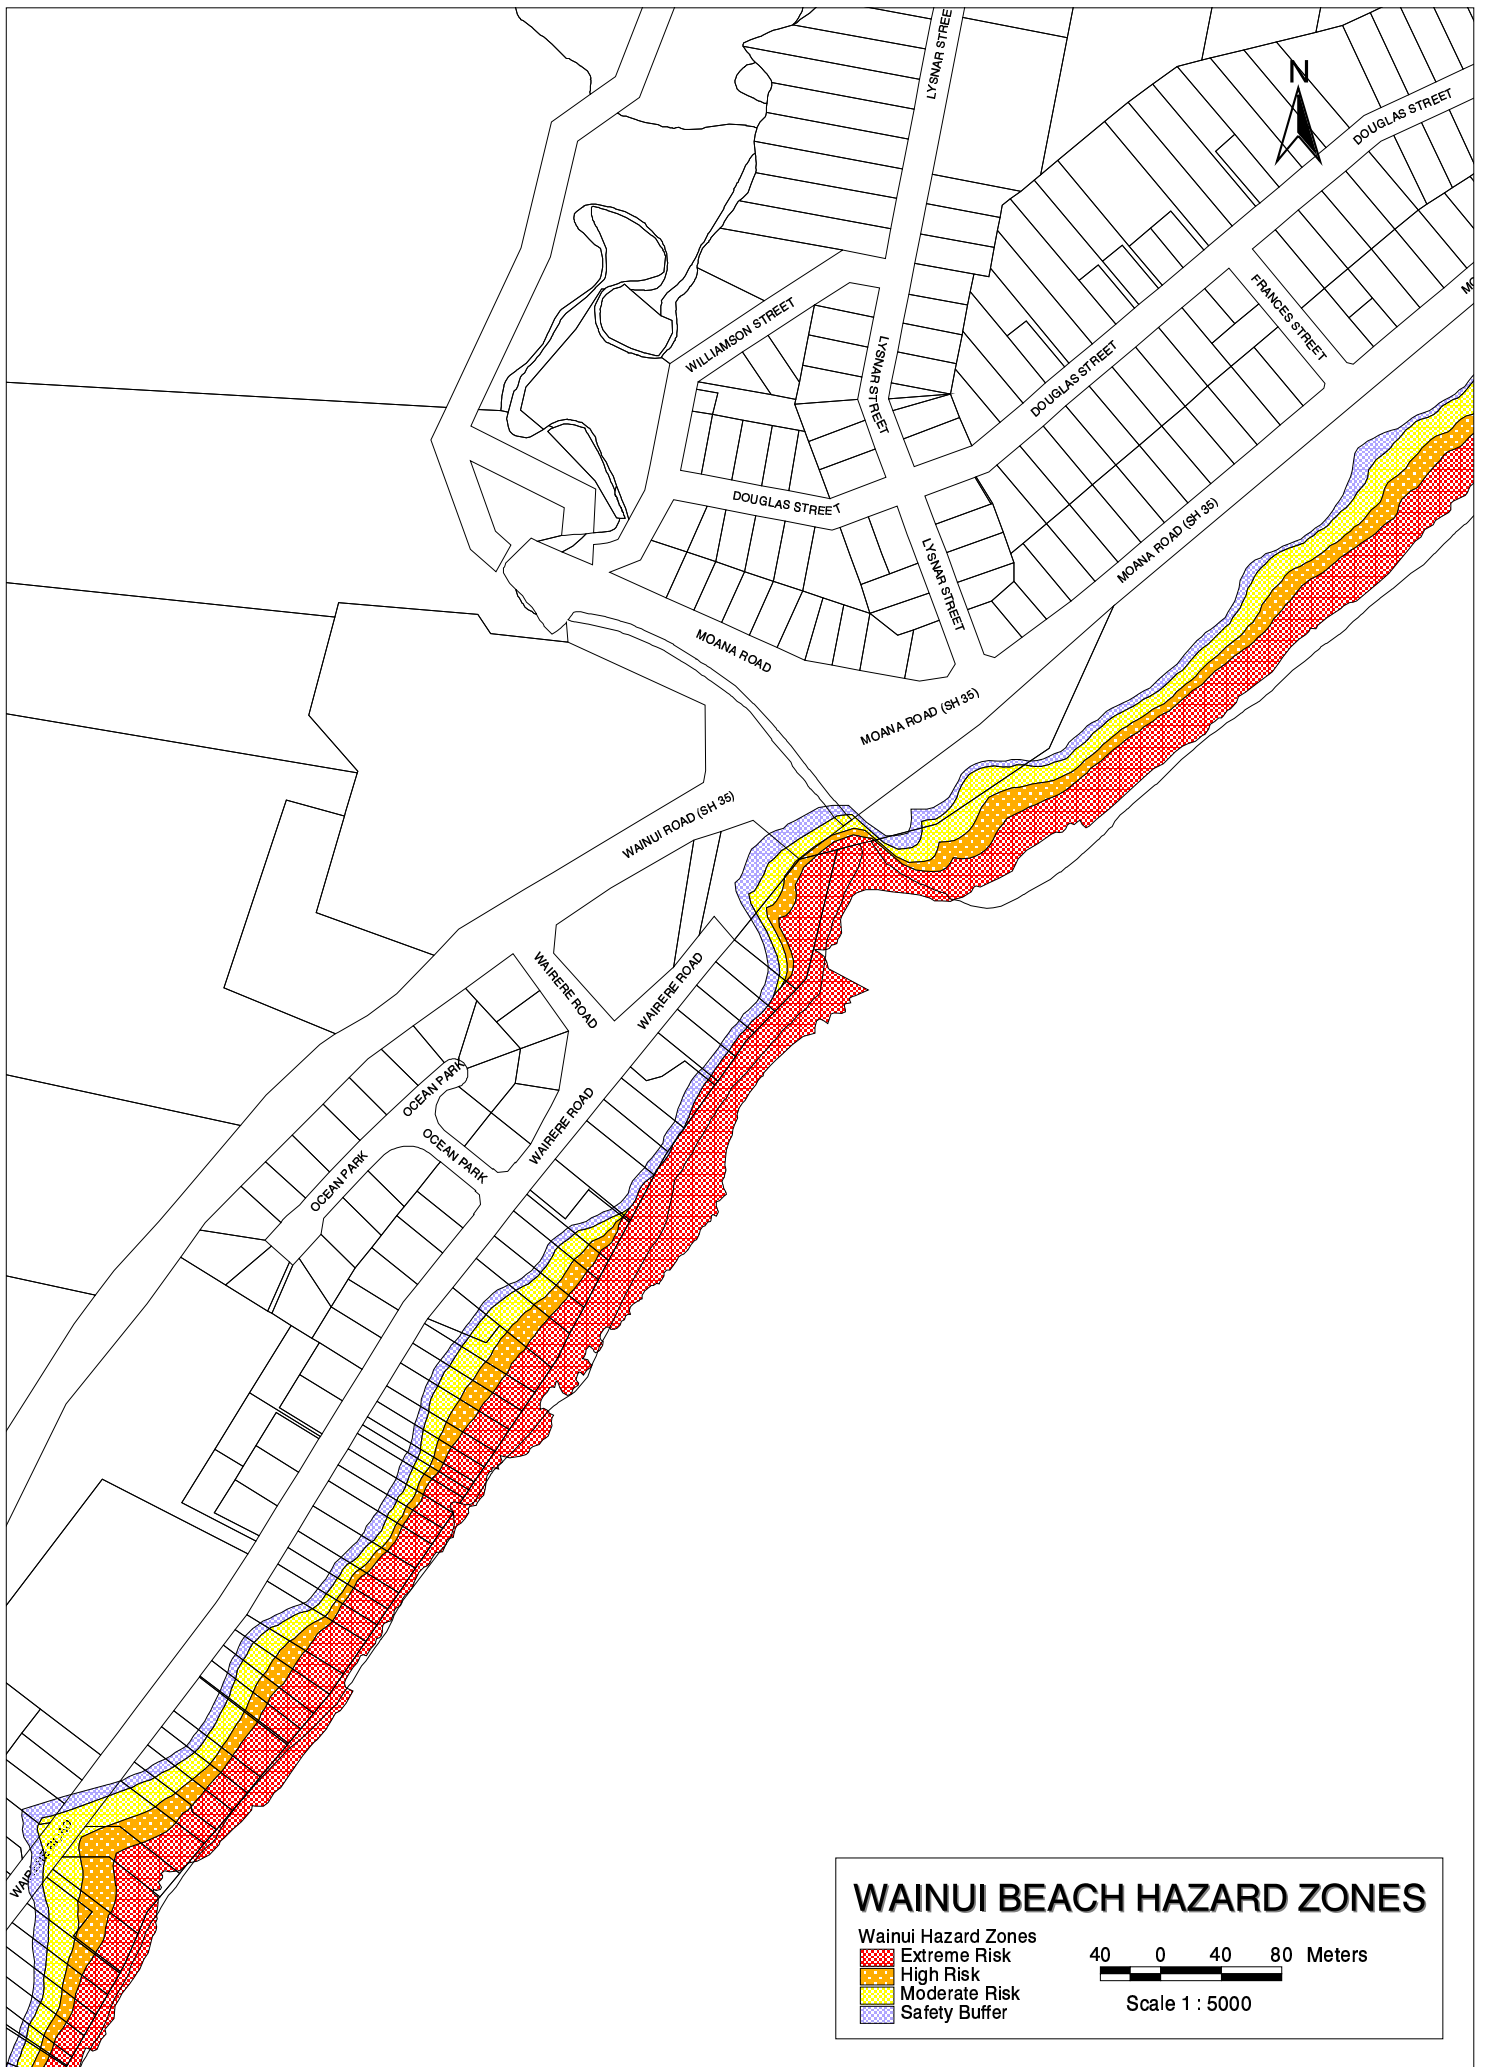 LYSNAR STREE
N
DOUGLAS STREET
LYSNAR STREET
WILLIAMSON STREET
FRANCES STREET
LYSNAR STREET
DOUGLAS STREET
DOUGLAS STREET
MOANA ROAD (SH 35)
LYSNAR STREET
MOANA ROAD
MOANA ROAD (SH 35)
WAINUI ROAD (SH 35)
WAIRERE ROAD
WAIRERE ROAD
OCEAN PARK
WAIRERE ROAD
OCEAN PARK
OCEAN PARK
WAINUI BEACH HAZARD ZONES
Wainui Hazard Zones
Extreme Risk
High Risk
Moderate Risk
Safety Buffer
40 0 40 80 Meters
Scale 1 : 5000